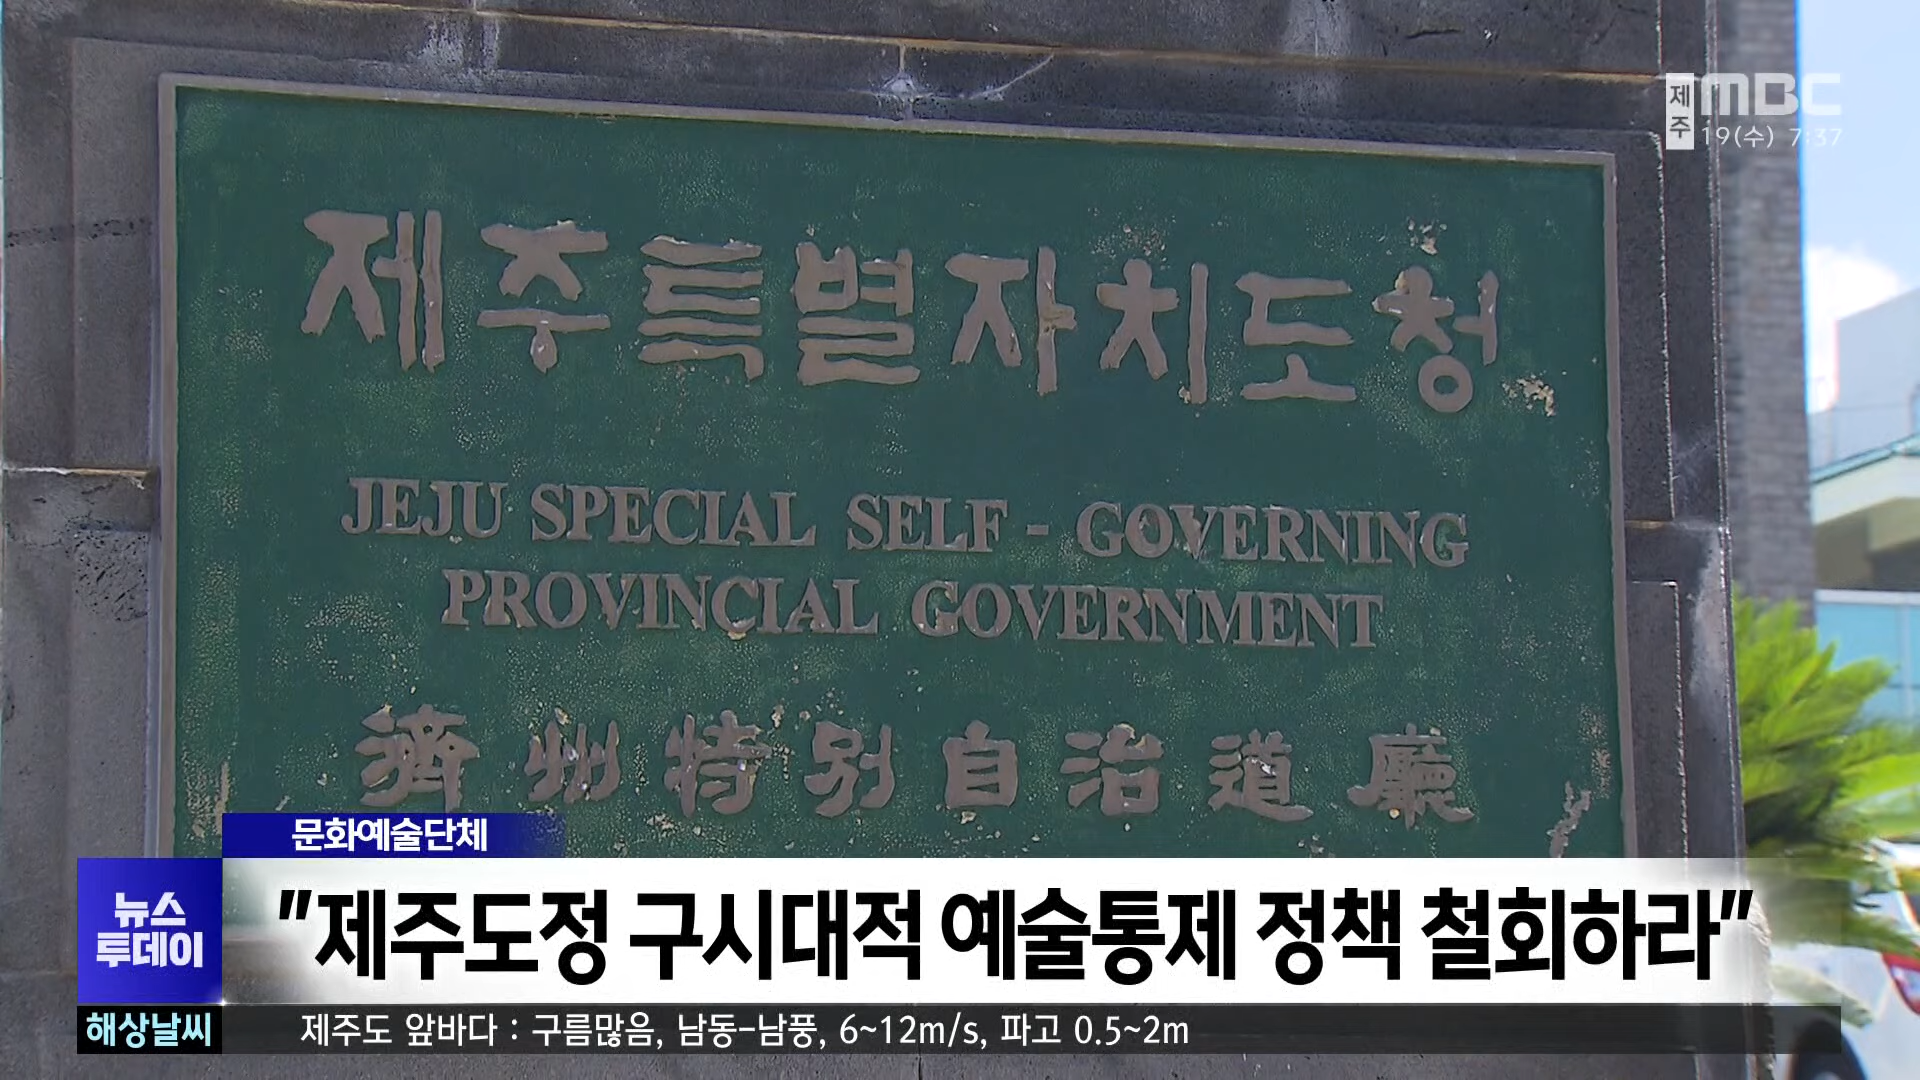 제주 MBC
19(수) 7:37
제주특별자치도청
JEJU SPECIAL SELF - GOVERNING
PROVINCIAL GOVERNMENT
濟州特別自治道廳
문화예술단체
뉴스
투데이
"제주도정 구시대적 예술통제 정책 철회하라"
해상날씨 제주도 앞바다 : 구름많음, 남동-남풍, 6~12m/s, 파고 0.5~2m